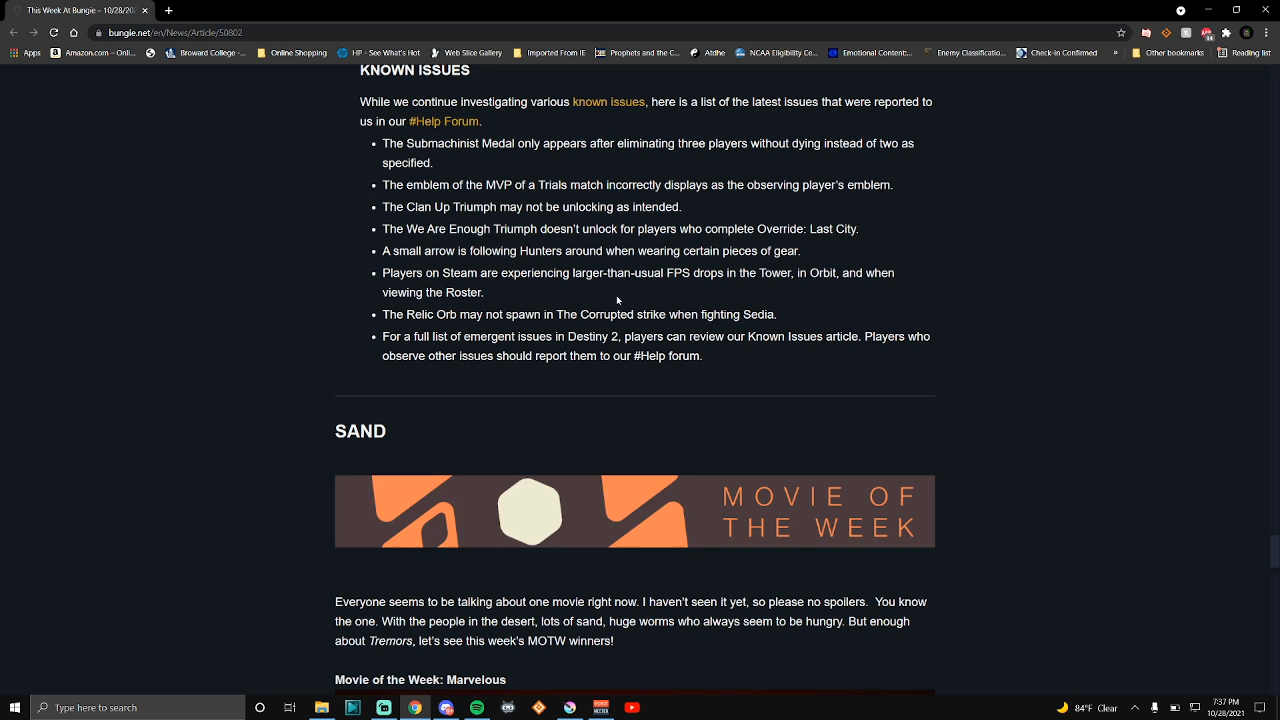 This Week At Bungie – 10/28/202
bungie.net/en/News/Article/50802
Apps
Amazon.com – Onli...
Broward College -...
Online Shopping
HP - See What's Hot
Web Slice Gallery
Imported From IE
Prophets and the C...
Jadhe
NCAA Eligibility Ce...
Emotional Content:...
Enemy Classificatio...
Check-In Confirmed
»
Other bookmarks
Reading list
KNOWN ISSUES
While we continue investigating various known issues, here is a list of the latest issues that were reported to
us in our #Help Forum.
• The Submachinist Medal only appears after eliminating three players without dying instead of two as
specified.
• The emblem of the MVP of a Trials match incorrectly displays as the observing player's emblem.
• The Clan Up Triumph may not be unlocking as intended.
• The We Are Enough Triumph doesn't unlock for players who complete Override: Last City.
• A small arrow is following Hunters around when wearing certain pieces of gear.
• Players on Steam are experiencing larger-than-usual FPS drops in the Tower, in Orbit, and when
viewing the Roster.
• The Relic Orb may not spawn in The Corrupted strike when fighting Sedia.
• For a full list of emergent issues in Destiny 2, players can review our Known Issues article. Players who
observe other issues should report them to our #Help forum.
SAND
MOVIE OF
THE WEEK
Everyone seems to be talking about one movie right now. I haven't seen it yet, so please no spoilers. You know
the one. With the people in the desert, lots of sand, huge worms who always seem to be hungry. But enough
about Tremors, let's see this week's MOTW winners!
Movie of the Week: Marvelous
Type here to search
VOICE
MEETER
84°F Clear
7:37 PM
10/28/2021